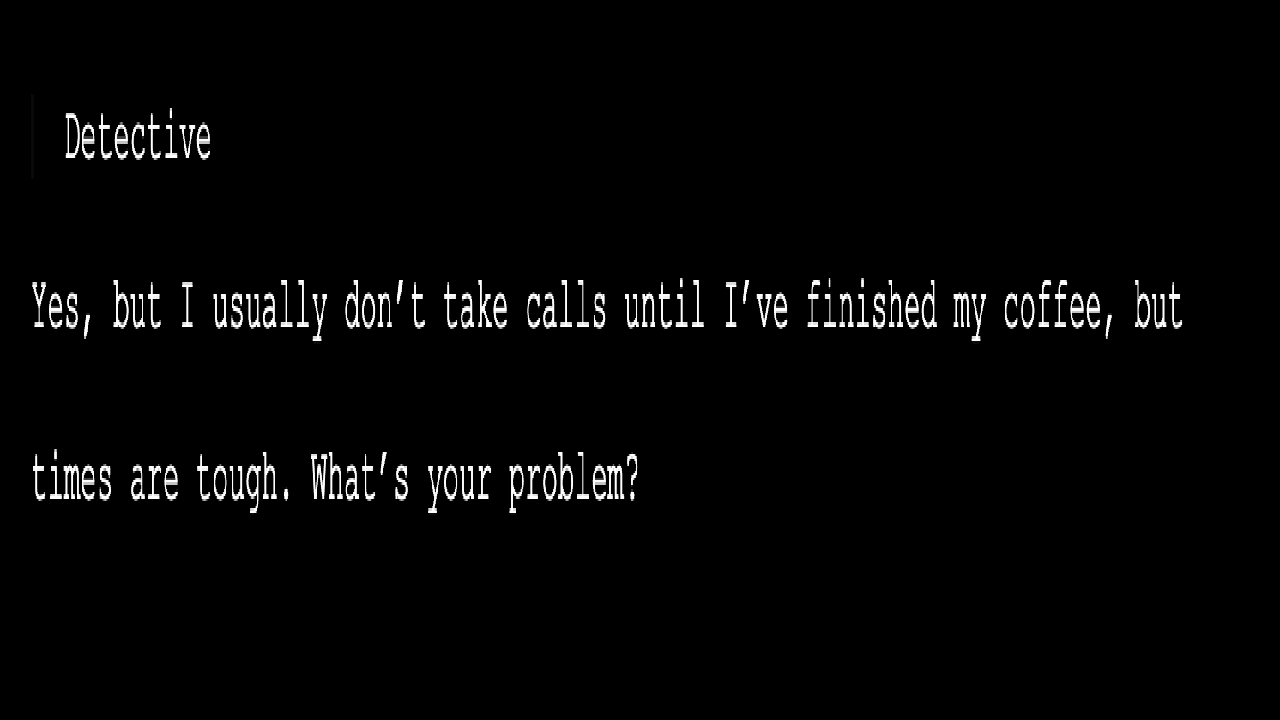 Detective
Yes, but I usually don’t take calls until I’ve finished my coffee, but
times are tough. What’s your problem?